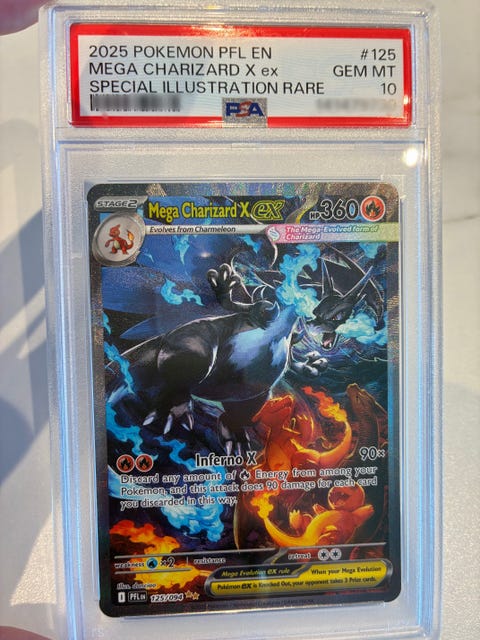 2025 POKEMON PFL EN #125
MEGA CHARIZARD X ex GEM MT
SPECIAL ILLUSTRATION RARE 10
PSA
STAGE2 Mega Charizard X ex HP360
Evolves from Charmeleon The Mega-Evolved form of
Charizard
Inferno X 90×
Discard any amount of Energy from among your
Pokémon, and this attack does 90 damage for each card
you discarded in this way.
weakness ×2 resistance retreat
Mega Evolution ex rule When your Mega Evolution
Pokémon ex is Knocked Out, your opponent takes 3 Prize cards.
Illus.
I PFL EN 125/094